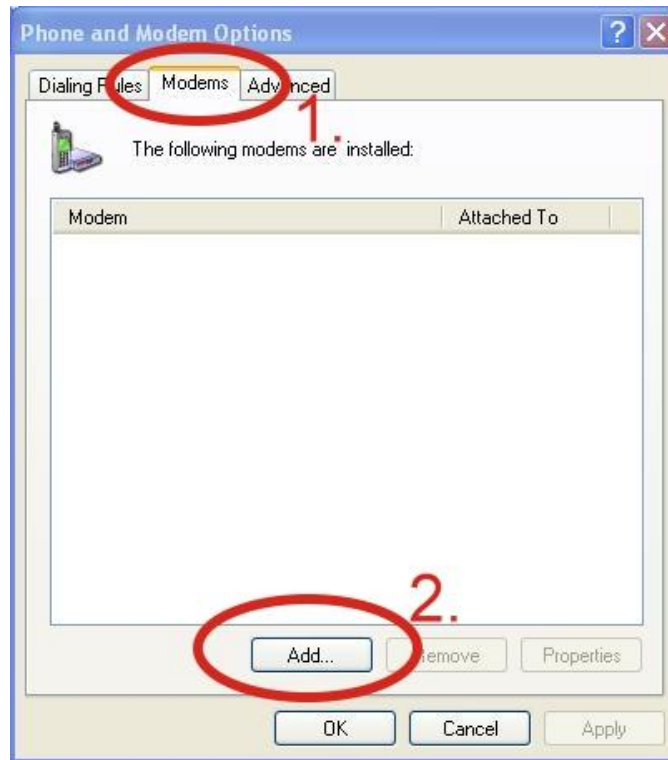 Phone and Modem Options
Dialing Rules Modems Advanced
1.
The following modems are installed:
Modem Attached To
2.
Add... Remove Properties
OK Cancel Apply